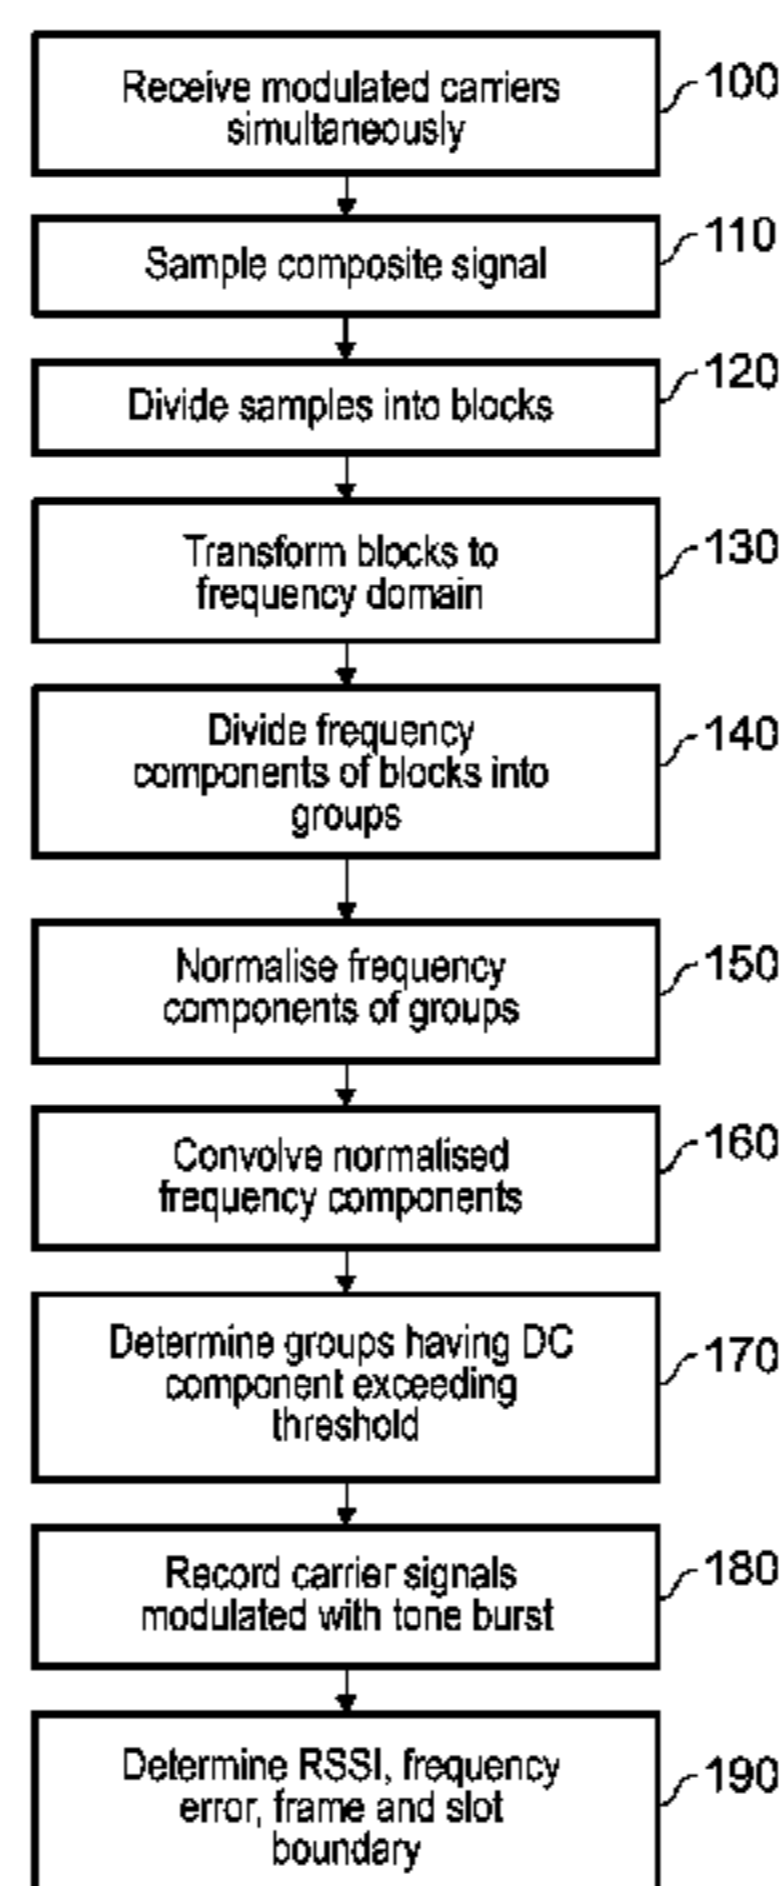 Receive modulated carriers
simultaneously
100
Sample composite signal
110
Divide samples into blocks
120
Transform blocks to
frequency domain
130
Divide frequency
components of blocks into
groups
140
Normalise frequency
components of groups
150
Convolve normalised
frequency components
160
Determine groups having DC
component exceeding
threshold
170
Record carrier signals
modulated with tone burst
180
Determine RSSI, frequency
error, frame and slot
boundary
190